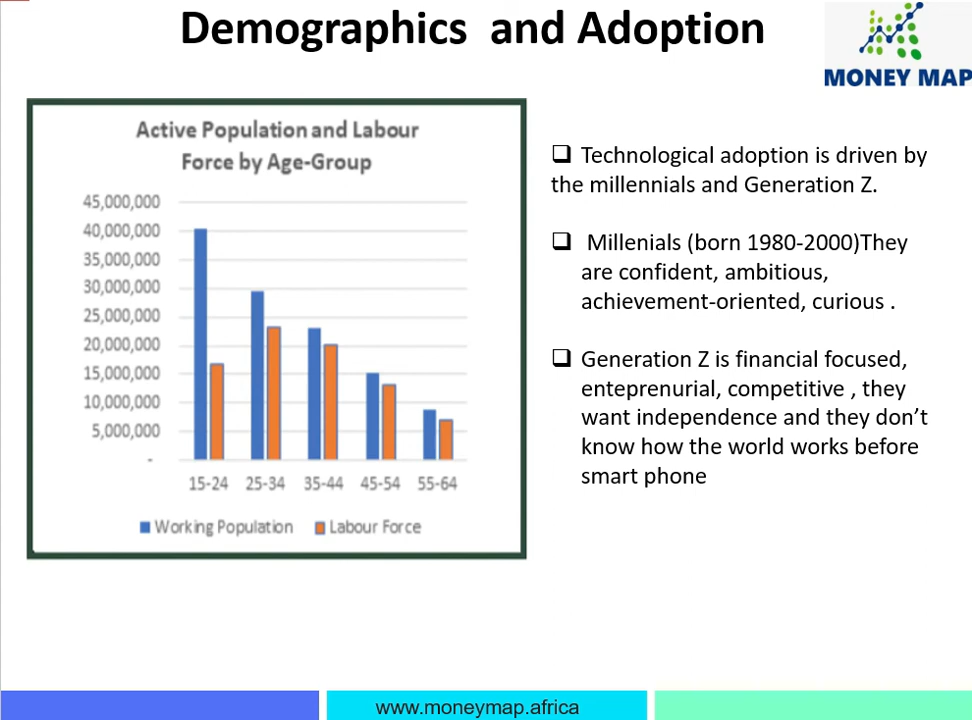 Demographics  and Adoption
MONEY MAP
Active Population and Labour
Force by Age-Group
45,000,000
40,000,000
35,000,000
30,000,000
25,000,000
20,000,000
15,000,000
10,000,000
5,000,000
-
15-24 25-34 35-44 45-54 55-64
Working Population Labour Force
Technological adoption is driven by
the millennials and Generation Z.
Millenials (born 1980-2000)They
are confident, ambitious,
achievement-oriented, curious .
Generation Z is financial focused,
enteprenurial, competitive , they
want independence and they don’t
know how the world works before
smart phone
www.moneymap.africa